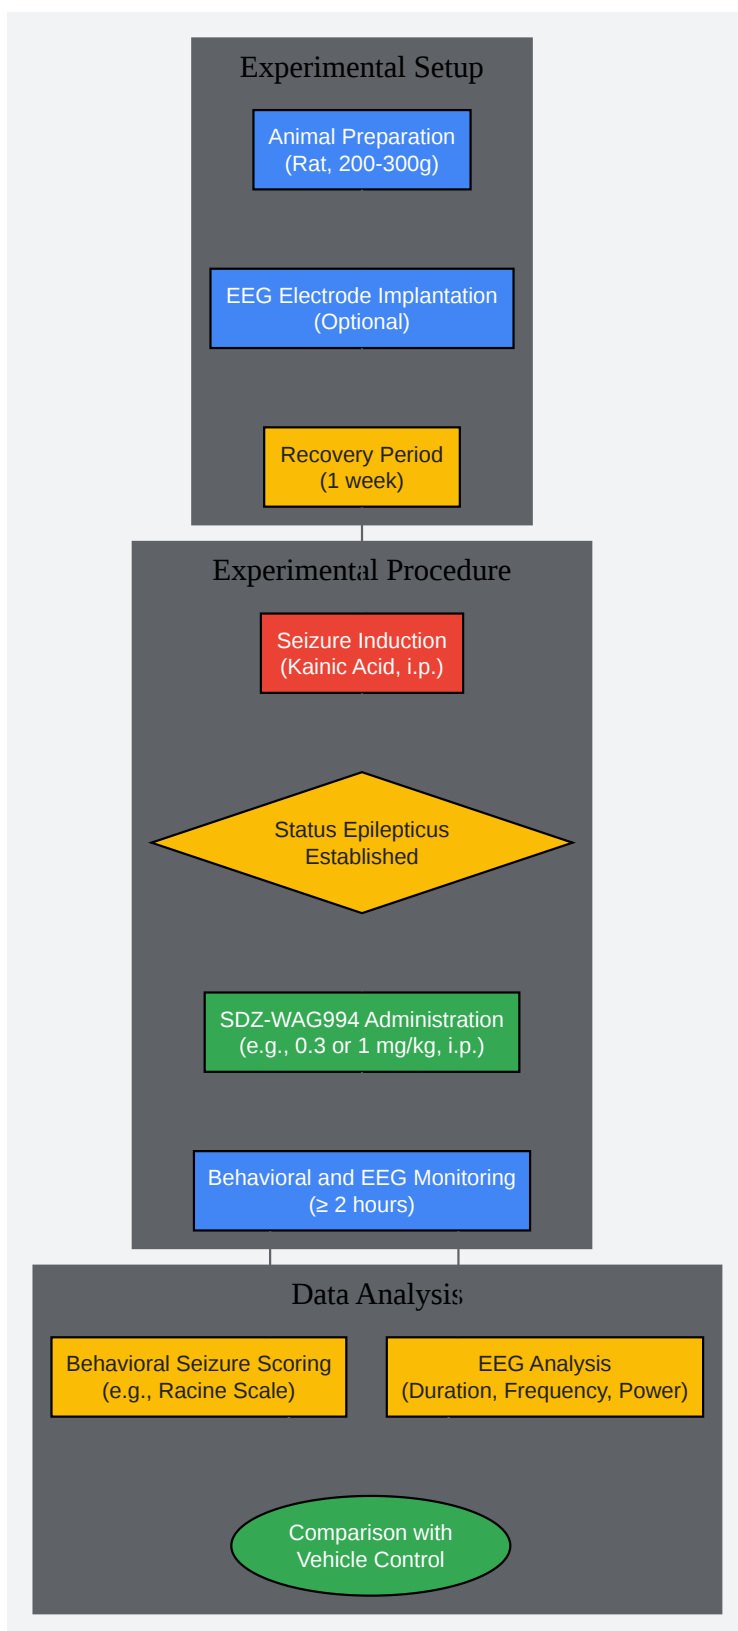 Experimental Setup
Animal Preparation
(Rat, 200-300g)
EEG Electrode Implantation
(Optional)
Recovery Period
(1 week)
Experimental Procedure
Seizure Induction
(Kainic Acid, i.p.)
Status Epilepticus
Established
SDZ-WAG994 Administration
(e.g., 0.3 or 1 mg/kg, i.p.)
Behavioral and EEG Monitoring
(≥ 2 hours)
Data Analysis
Behavioral Seizure Scoring
(e.g., Racine Scale)
EEG Analysis
(Duration, Frequency, Power)
Comparison with
Vehicle Control